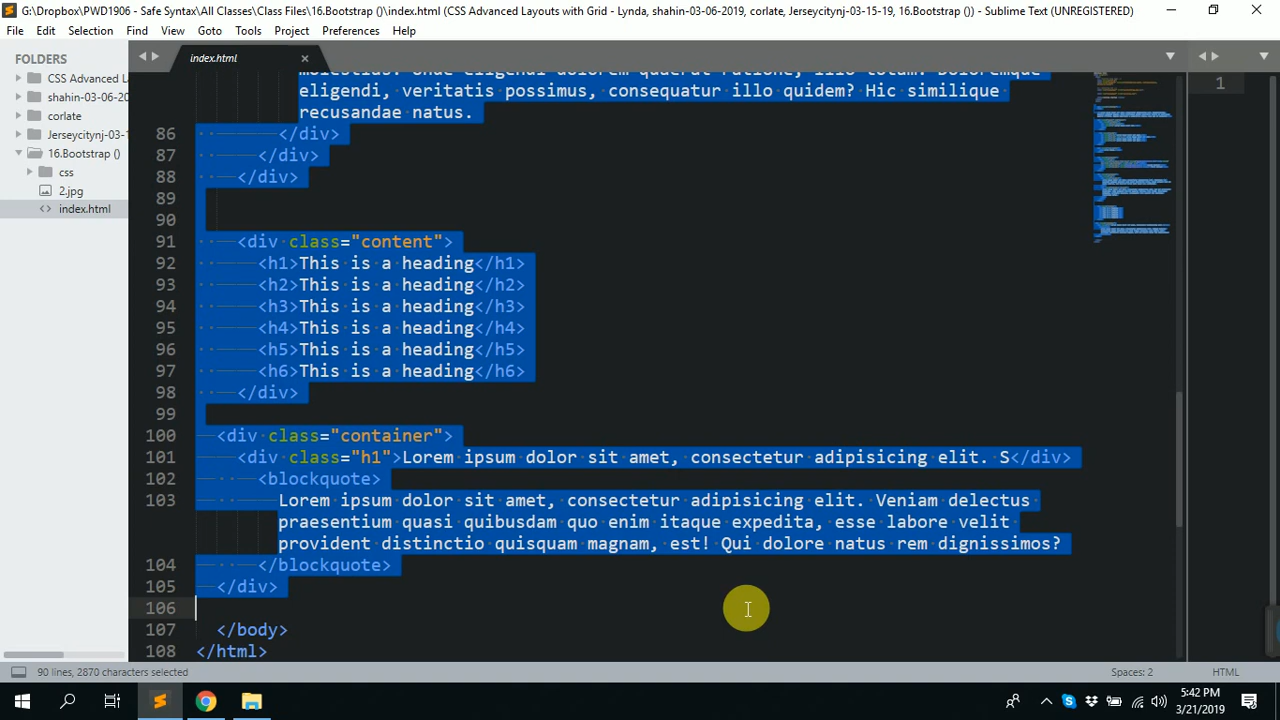 G:\Dropbox\PWD1906 - Safe Syntax\All Classes\Class Files\16.Bootstrap ()\index.html (CSS Advanced Layouts with Grid - Lynda, shahin-03-06-2019, corlate, Jerseycitynj-03-15-19, 16.Bootstrap ()) - Sublime Text (UNREGISTERED)
File Edit Selection Find View Goto Tools Project Preferences Help
FOLDERS
CSS Advanced La
shahin-03-06-20
corlate
Jerseycitynj-03-1
16.Bootstrap ()
css
2.jpg
index.html
index.html
eligendi, veritatis possimus, consequatur illo quidem? Hic similique
recusandae natus.
86 </div>
87 </div>
88 </div>
89
90
91 <div class="content">
92 <h1>This is a heading</h1>
93 <h2>This is a heading</h2>
94 <h3>This is a heading</h3>
95 <h4>This is a heading</h4>
96 <h5>This is a heading</h5>
97 <h6>This is a heading</h6>
98 </div>
99
100 <div class="container">
101 <div class="h1">Lorem ipsum dolor sit amet, consectetur adipisicing elit. S</div>
102 <blockquote>
103 Lorem ipsum dolor sit amet, consectetur adipisicing elit. Veniam delectus
praesentium quasi quibusdam quo enim itaque expedita, esse labore velit
provident distinctio quisquam magnam, est! Qui dolore natus rem dignissimos?
104 </blockquote>
105 </div>
106
107 </body>
108 </html>
1
90 lines, 2870 characters selected
Spaces: 2
HTML
5:42 PM
3/21/2019